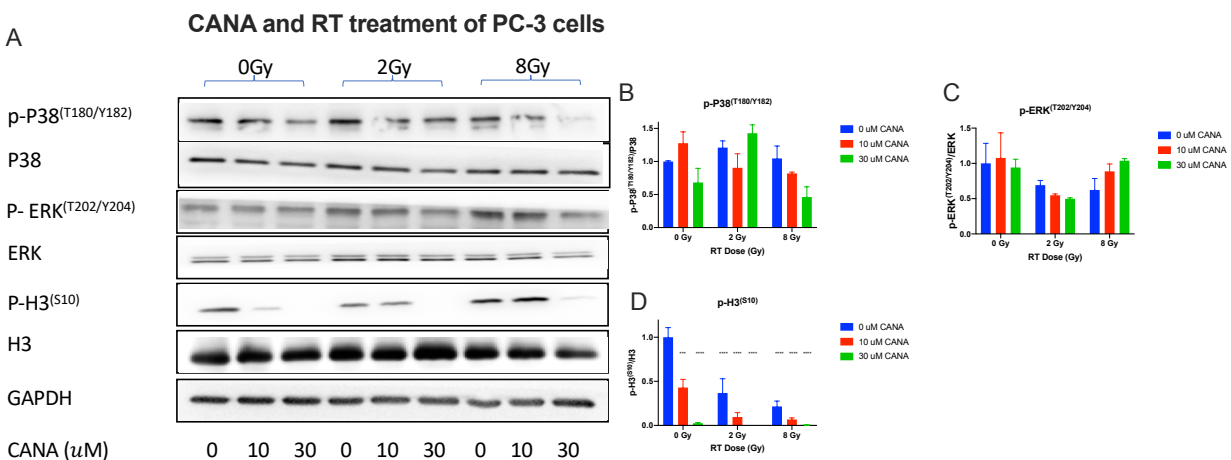 CANA and RT treatment of PC-3 cells
A
0Gy 2Gy 8Gy
p-P38(T180/Y182)
P38
P- ERK(T202/Y204)
ERK
P-H3(S10)
H3
GAPDH
CANA (uM) 0 10 30 0 10 30 0 10 30
B
p-P38(T180/Y182)
p-P38(T180/Y182)/P38
1.5
1.0
0.5
0.0
0 Gy 2 Gy 8 Gy
RT Dose (Gy)
0 uM CANA
10 uM CANA
30 uM CANA
C
p-ERK(T202/Y204)
p-ERK(T202/Y204)/ERK
1.5
1.0
0.5
0.0
0 Gy 2 Gy 8 Gy
RT Dose (Gy)
0 uM CANA
10 uM CANA
30 uM CANA
D
p-H3(S10)
p-H3(S10)/H3
1.0
0.5
0.0
**** **** **** **** **** **** **** ****
0 Gy 2 Gy 8 Gy
RT Dose (Gy)
0 uM CANA
10 uM CANA
30 uM CANA